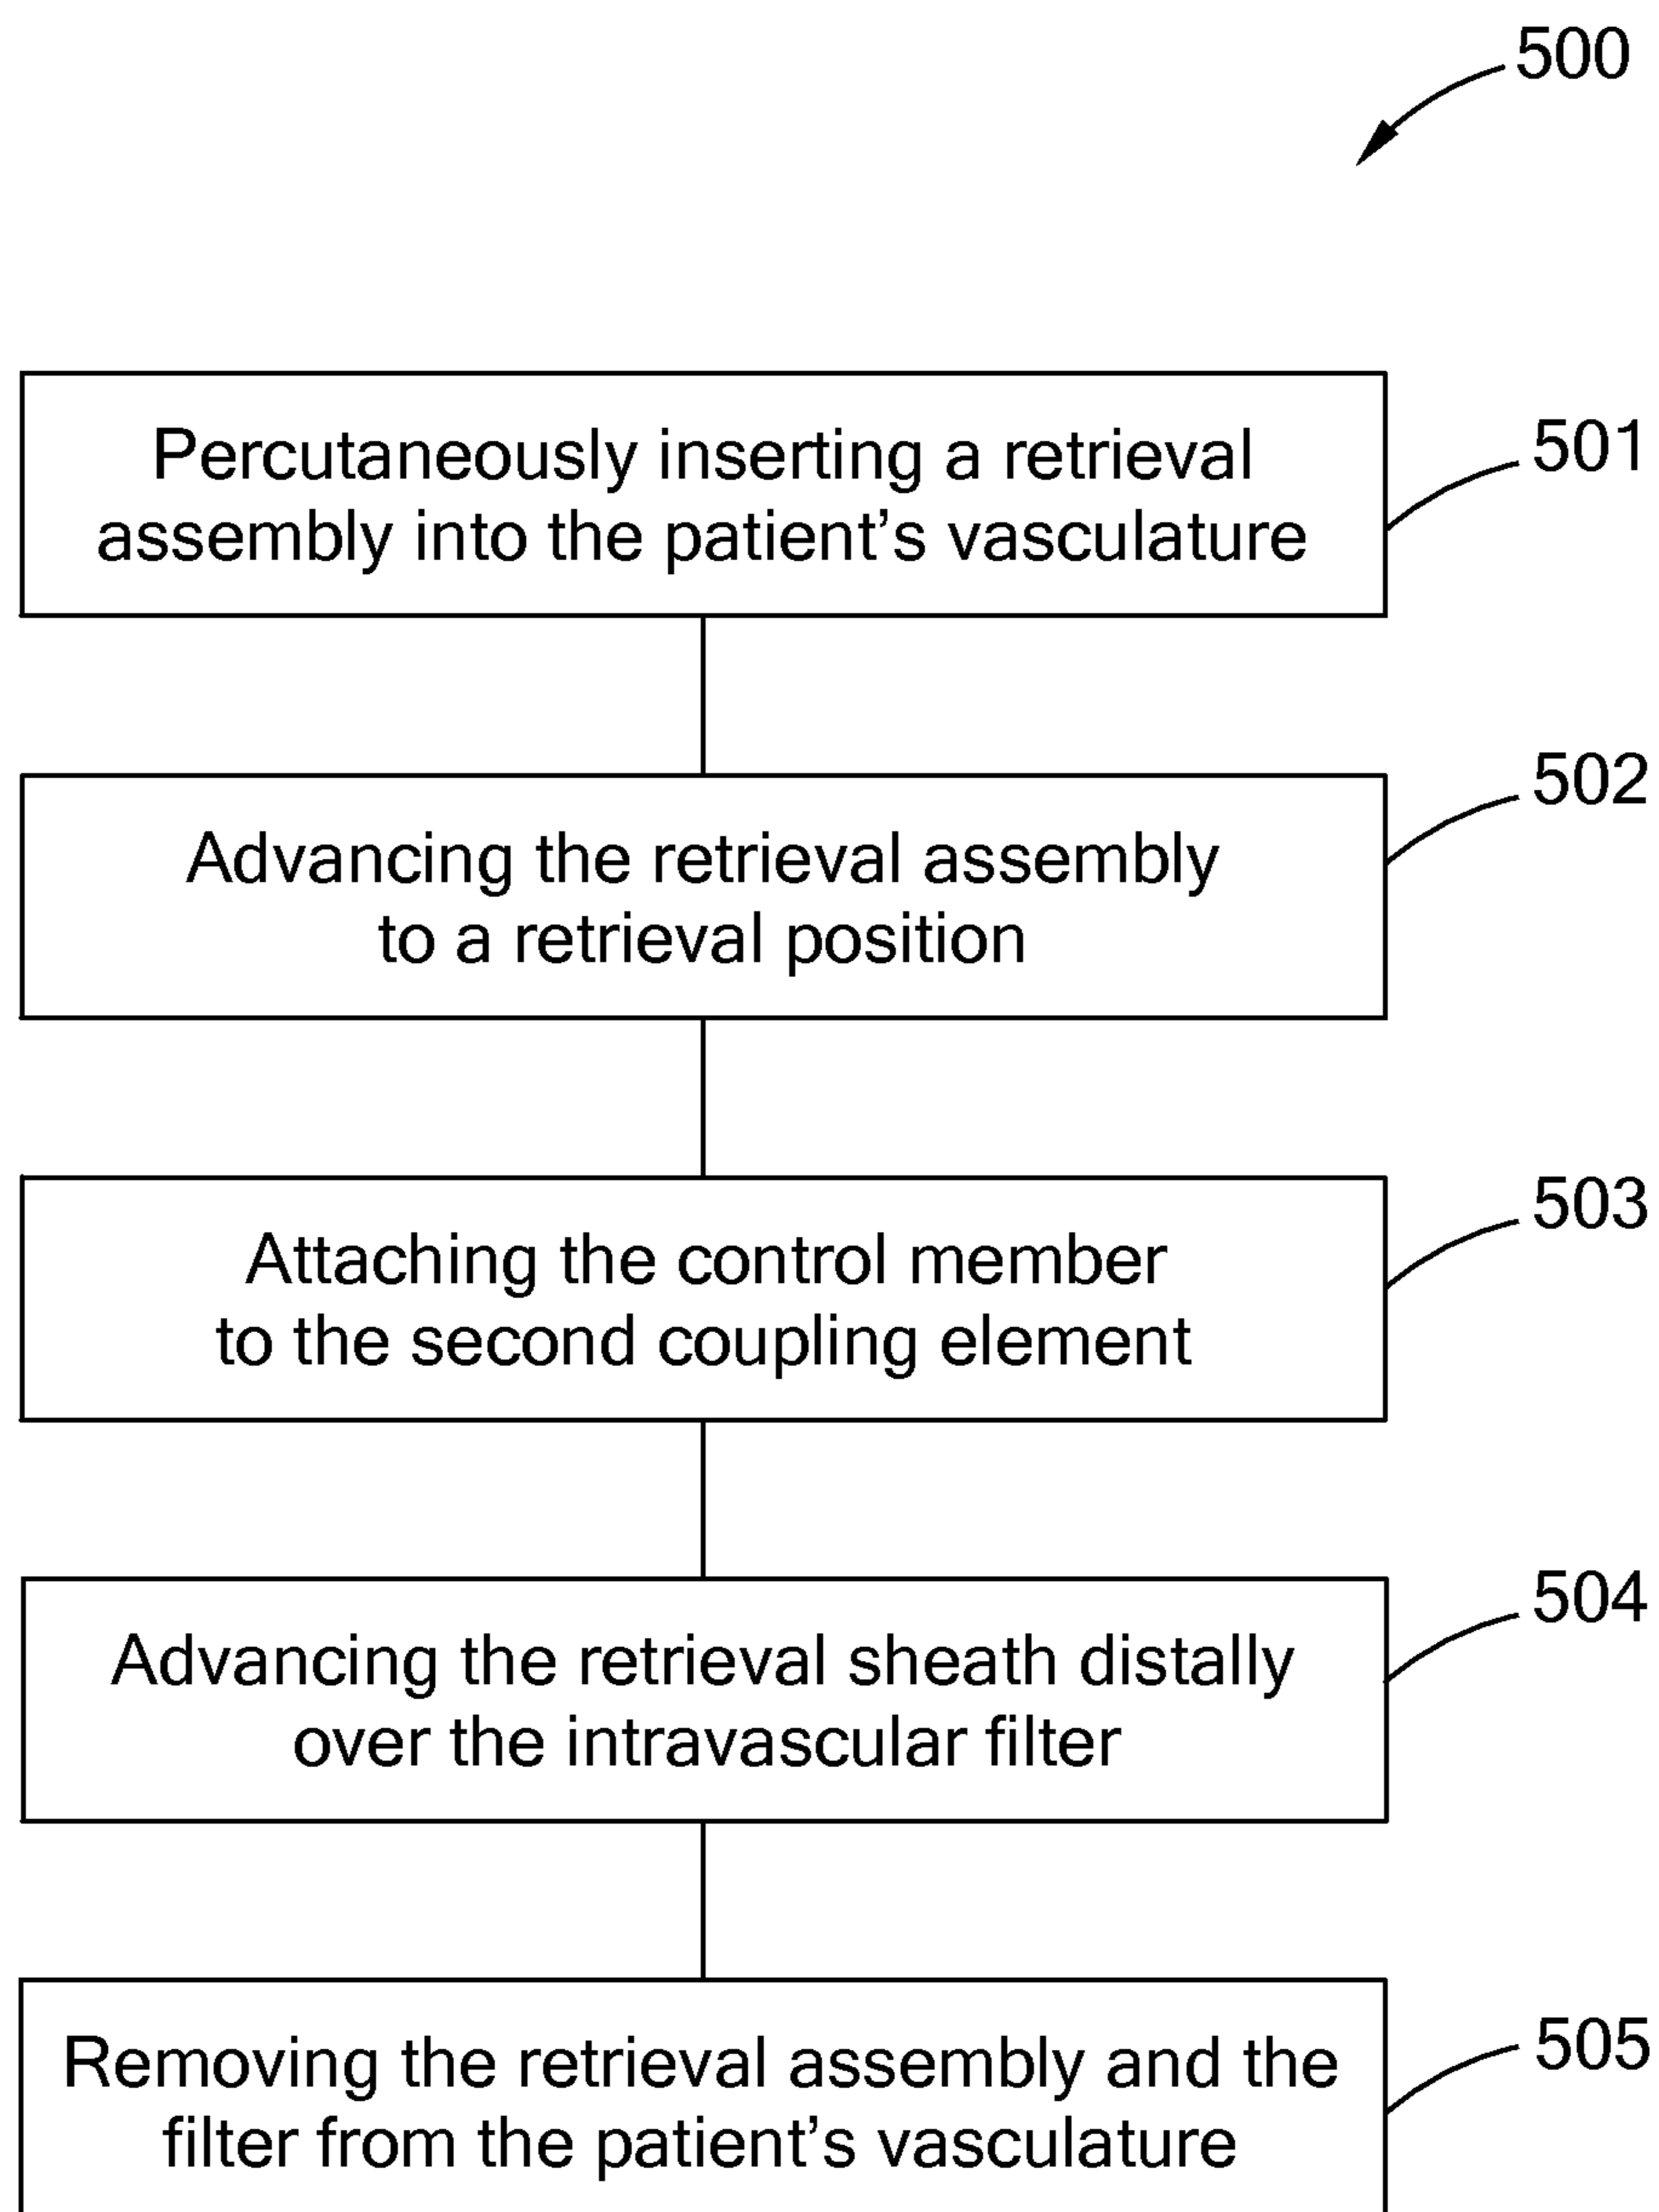 500
Percutaneously inserting a retrieval
assembly into the patient’s vasculature
501
Advancing the retrieval assembly
to a retrieval position
502
Attaching the control member
to the second coupling element
503
Advancing the retrieval sheath distally
over the intravascular filter
504
Removing the retrieval assembly and the
filter from the patient’s vasculature
505